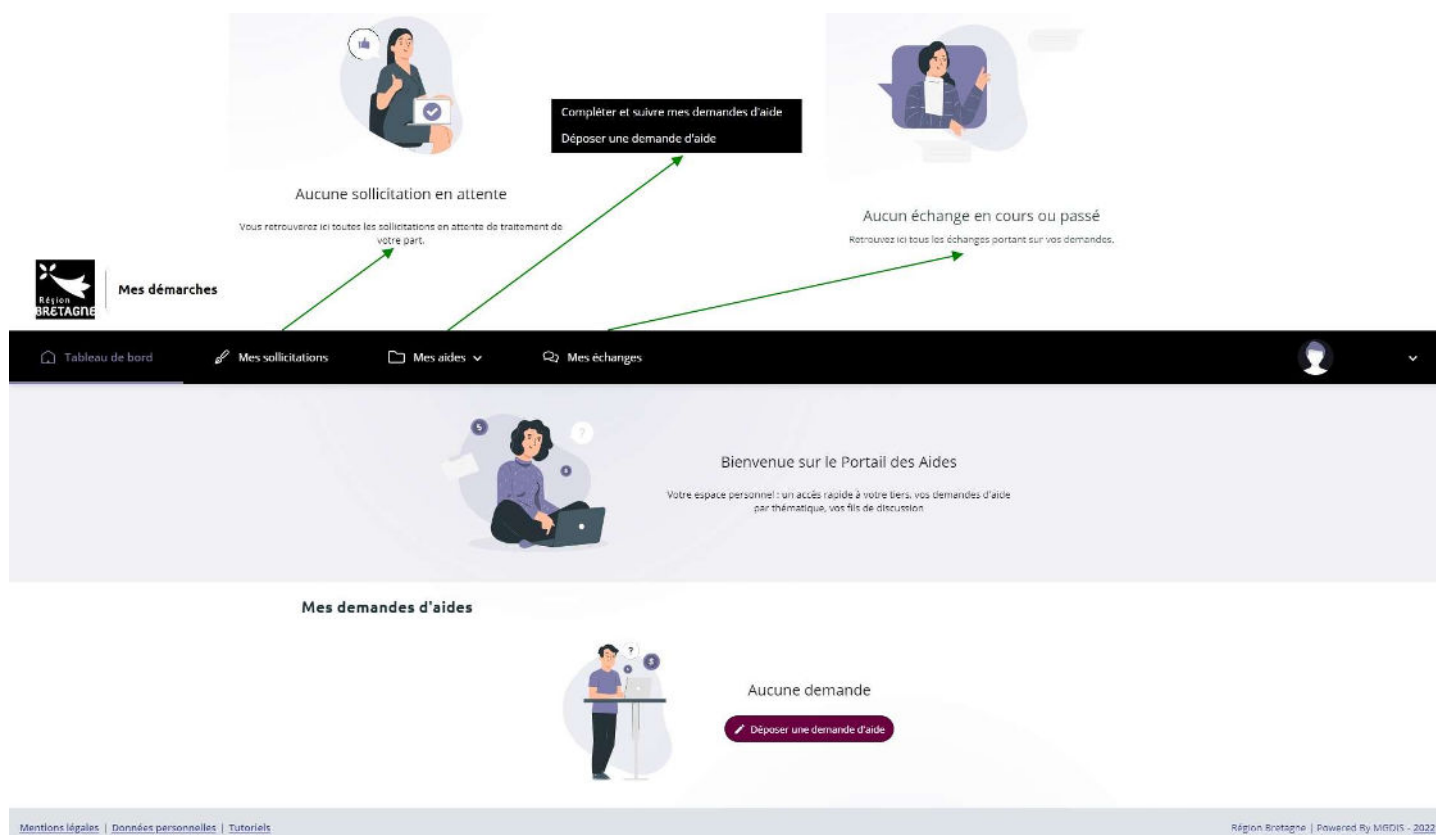 Compléter et suivre mes demandes d'aide
Déposer une demande d'aide
Aucune sollicitation en attente
Vous retrouverez ici toutes les sollicitations en attente de traitement de
votre part.
Aucun échange en cours ou passé
Retrouvez ici tous les échanges portant sur vos demandes.
Région
BRETAGNE
Mes démarches
Tableau de bord
Mes sollicitations
Mes aides
Mes échanges
Bienvenue sur le Portail des Aides
Votre espace personnel : un accès rapide à votre tiers, vos demandes d'aide
par thématique, vos fils de discussion
Mes demandes d'aides
Aucune demande
Déposer une demande d'aide
Mentions légales | Données personnelles | Tutoriels
Région Bretagne | Powered By MGDIS - 2022